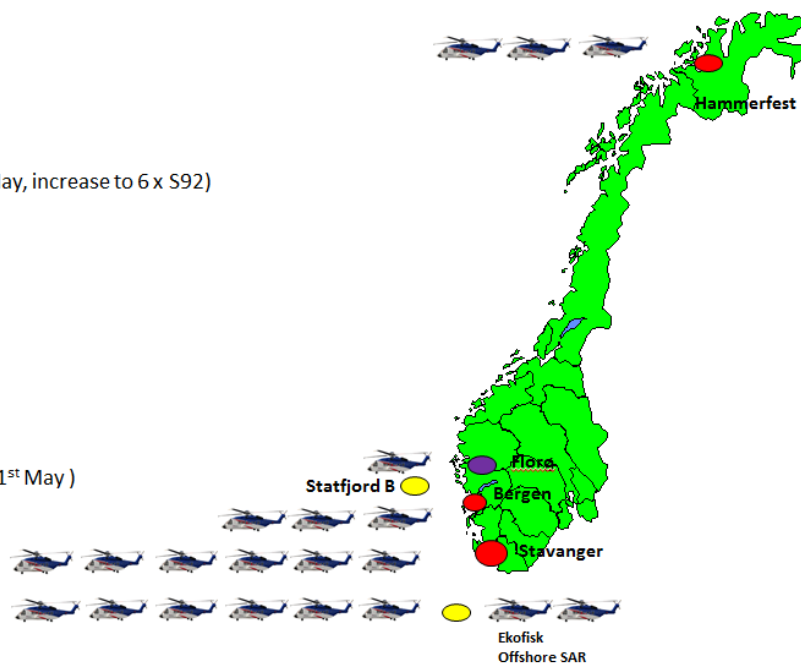 Hammerfest
ay, increase to 6 x S92)
1st May )
Florø
Statfjord B
Bergen
Stavanger
Ekofisk
Offshore SAR